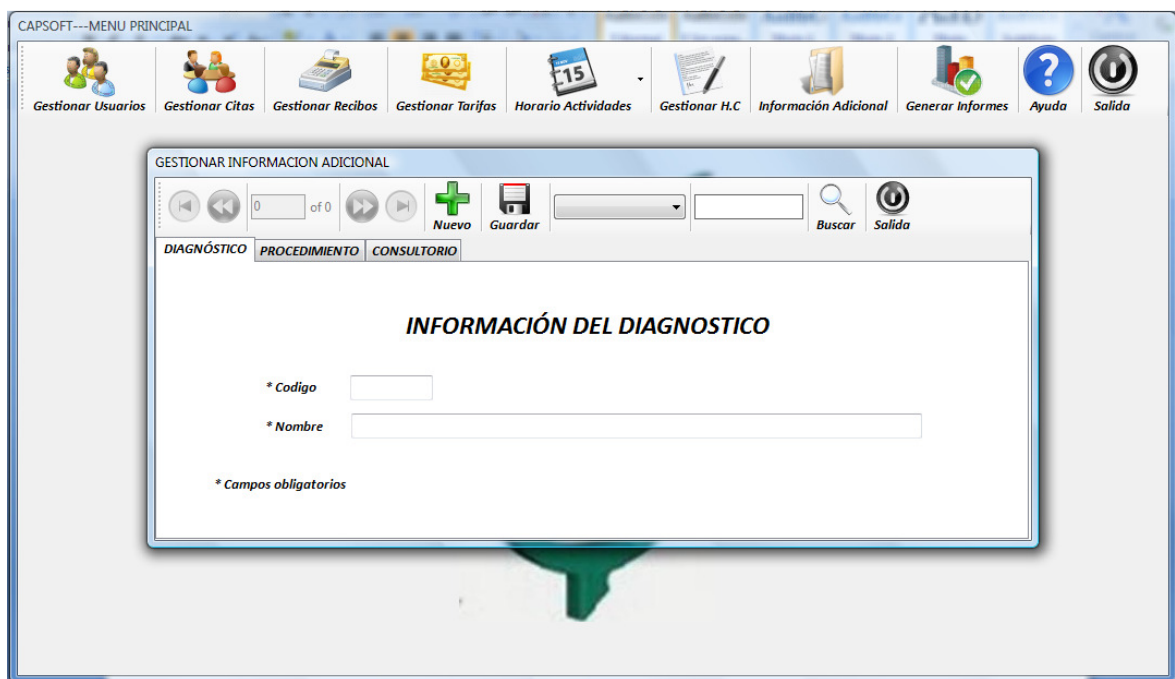 CAPSOFT---MENU PRINCIPAL
15
Gestionar Usuarios Gestionar Citas Gestionar Recibos Gestionar Tarifas Horario Actividades Gestionar H.C Información Adicional Generar Informes Ayuda Salida
GESTIONAR INFORMACION ADICIONAL
0 of 0
Nuevo Guardar Buscar Salida
DIAGNÓSTICO PROCEDIMIENTO CONSULTORIO
INFORMACIÓN DEL DIAGNOSTICO
* Codigo
* Nombre
* Campos obligatorios